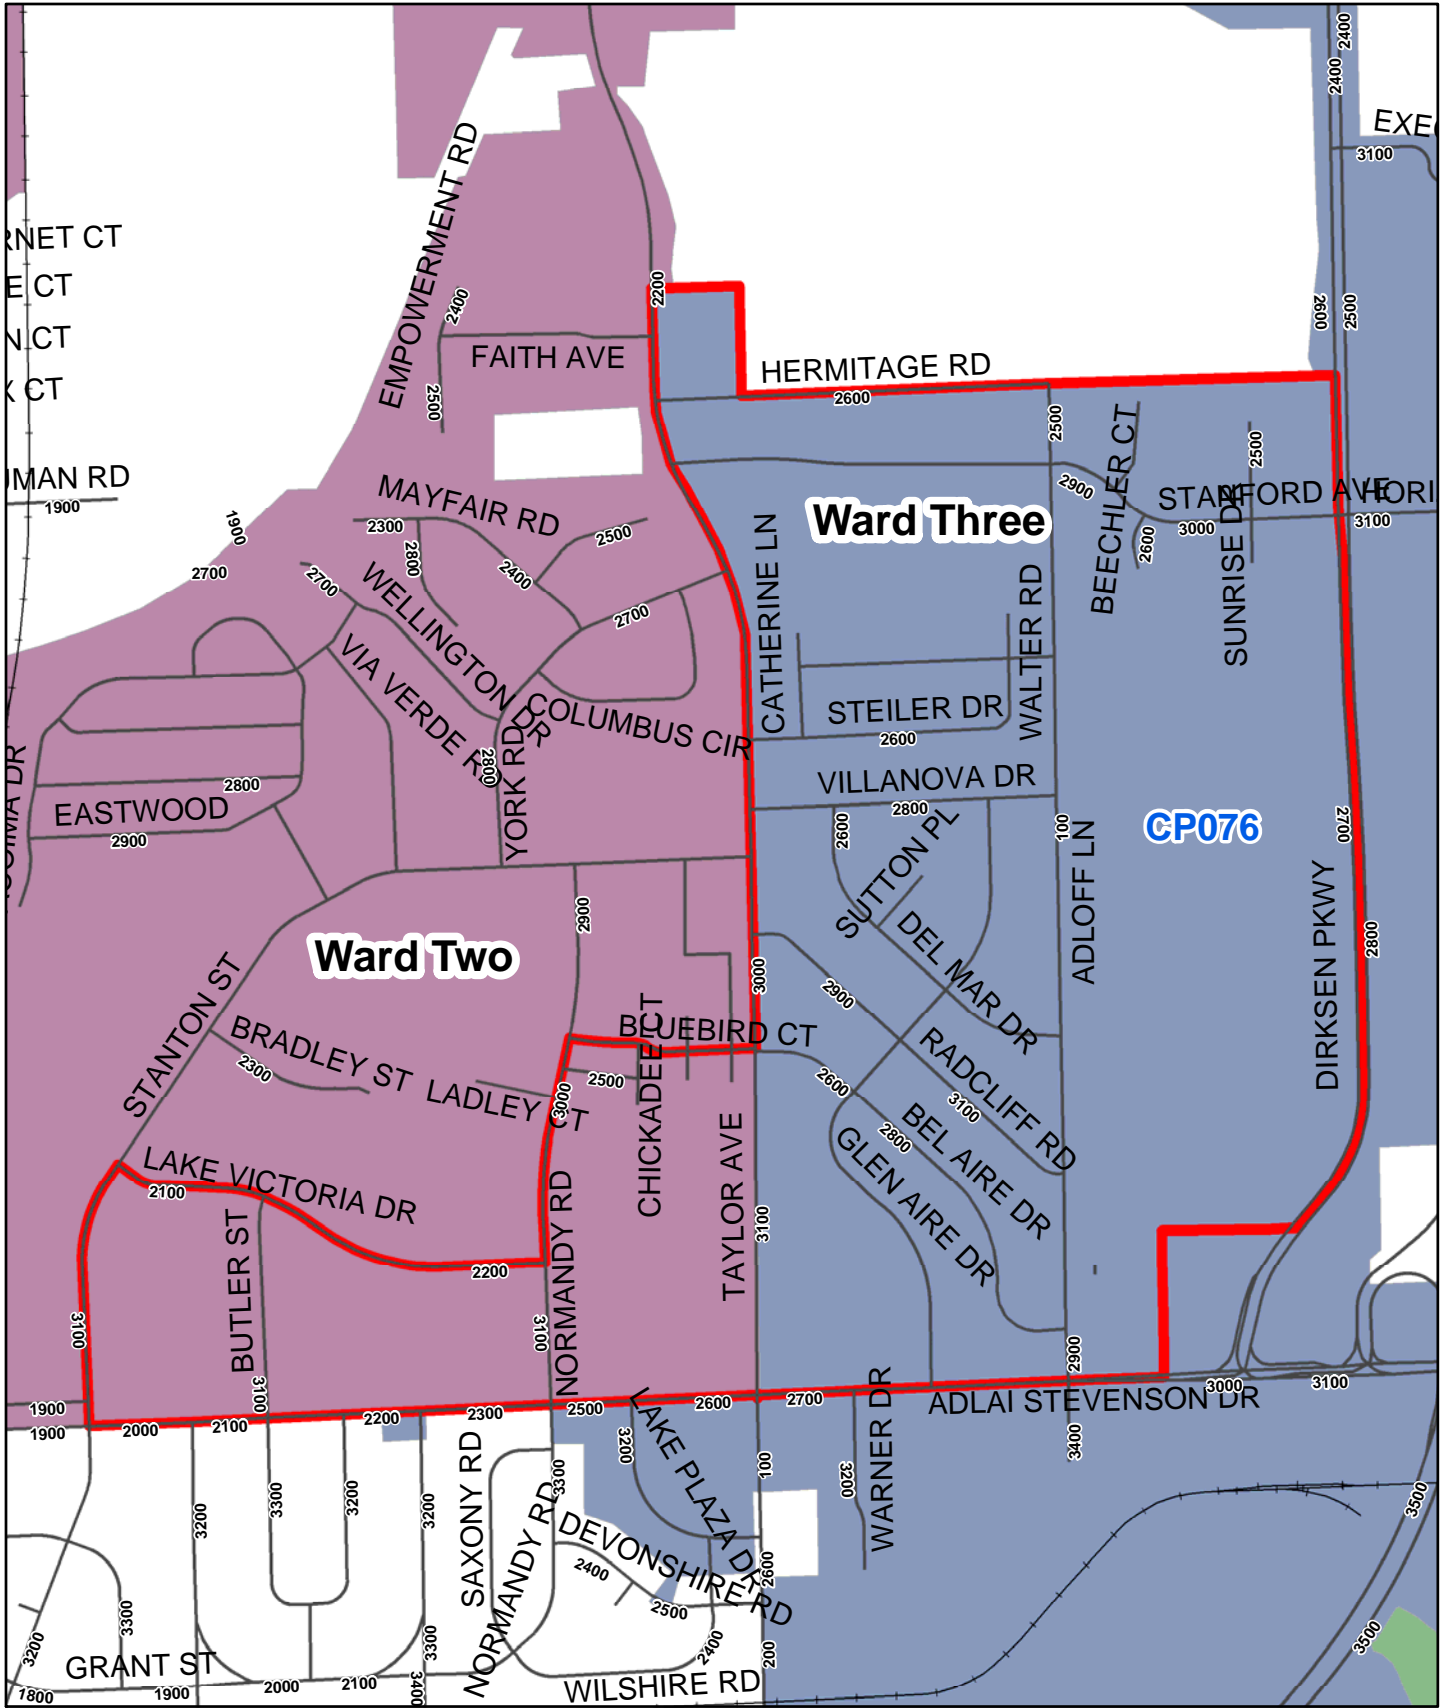 2400
2400
EXEC
3100
EMPOWERMENT RD
RNET CT
E CT
N CT
X CT
2400
2200
2600
2500
FAITH AVE
HERMITAGE RD
2500
2600
2500
BEECHLER CT
2500
UMAN RD
1900
MAYFAIR RD
2900
STANFORD AVE
HORI
1900
2300
2500
Ward Three
3000
3100
2800
2600
2700
2700
2400
CATHERINE LN
WALTER RD
SUNRISE DR
WELLINGTON DR
2700
VIA VERDE RD
COLUMBUS CIR
STEILER DR
2600
2800
2800
YORK RD
VILLANOVA DR
EASTWOOD
2900
2800
2600
SUTTON PL
100
CP076
2700
ADLOFF LN
DIRKSEN PKWY
2900
Ward Two
2800
DEL MAR DR
3000
2900
STANTON ST
BLUEBIRD CT
CHICKADEE CT
BRADLEY ST
2300
LADLEY CT
2500
3000
2600
RADCLIFF RD
3100
BEL AIRE DR
2800
GLEN AIRE DR
LAKE VICTORIA DR
2100
TAYLOR AVE
NORMANDY RD
3100
BUTLER ST
2200
3100
3100
3100
2900
1900
1900
2000
2100
2200
2300
2500
2600
2700
WARNER DR
ADLAI STEVENSON DR
3000
3100
LAKE PLAZA DR
3200
3400
SAXONY RD
3300
100
3200
3200
3300
3200
3200
NORMANDY RD
DEVONSHIRE RD
2400
2500
2600
3500
3300
3200
3300
2400
200
3500
GRANT ST
1800
1900
2000
2100
3400
WILSHIRE RD